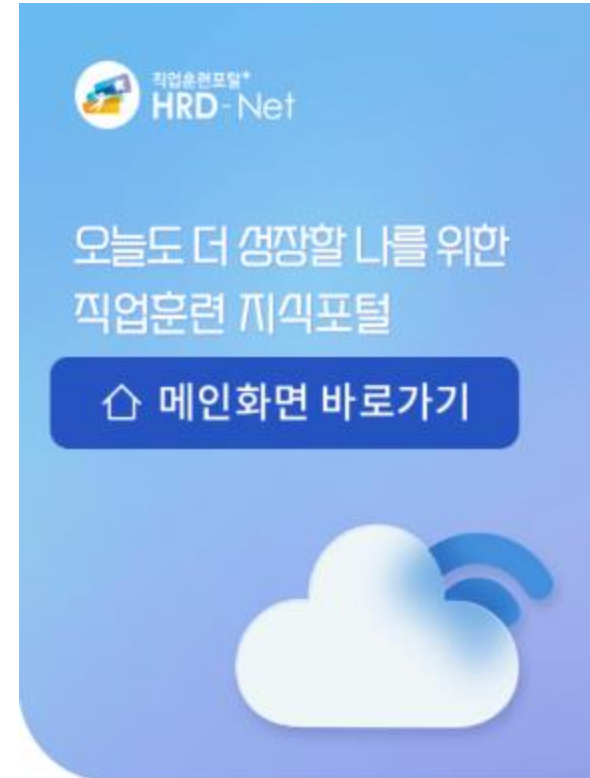 직업훈련포털+
HRD-Net
오늘도 더 성장할 나를 위한
직업훈련 지식포털
메인화면 바로가기